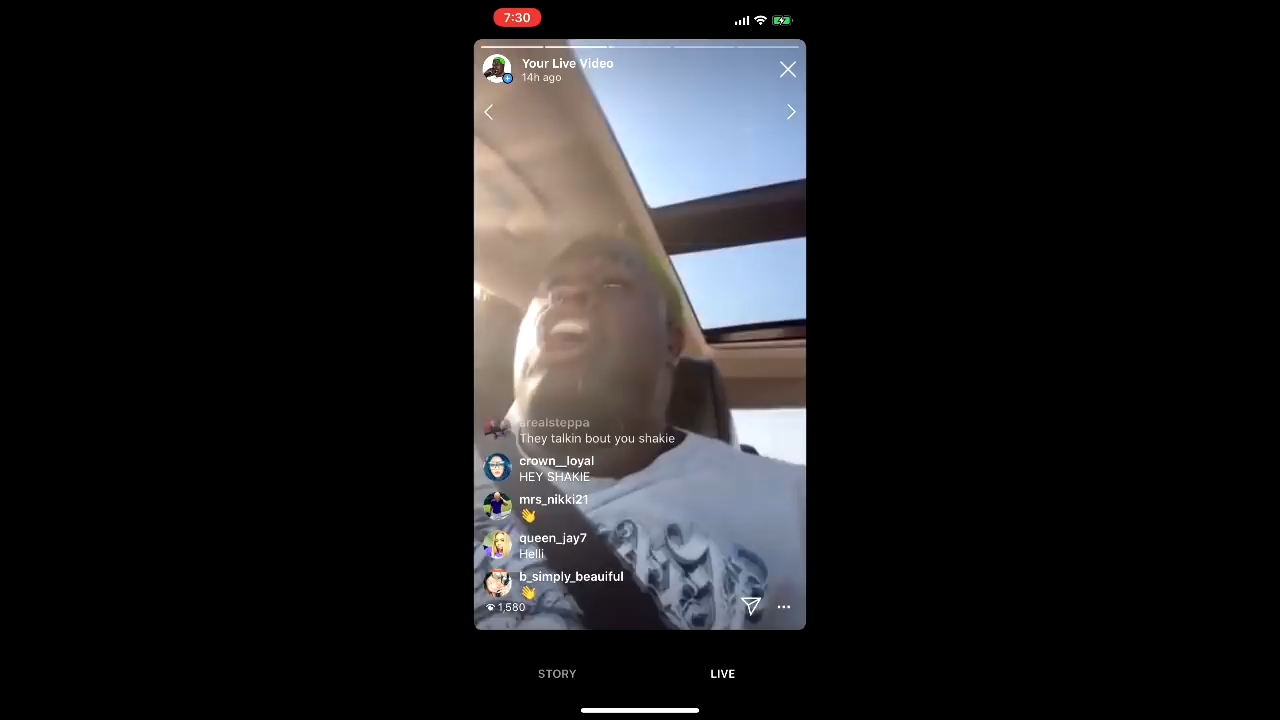 7:30
Your Live Video
14h ago
arealsteppa
They talkin bout you shakie
crown__loyal
HEY SHAKIE
mrs_nikki21
👋
queen_jay7
Helli
b_simply_beauiful
👋
1,580
STORY
LIVE